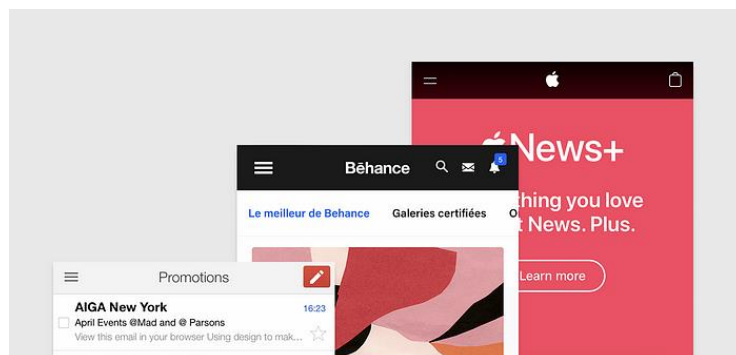 News+
thing you love
t News. Plus.
Learn more
Bēhance
5
Le meilleur de Behance
Galeries certifiées
O
Promotions
AIGA New York
16:23
April Events @Mad and @ Parsons
View this email in your browser Using design to mak...